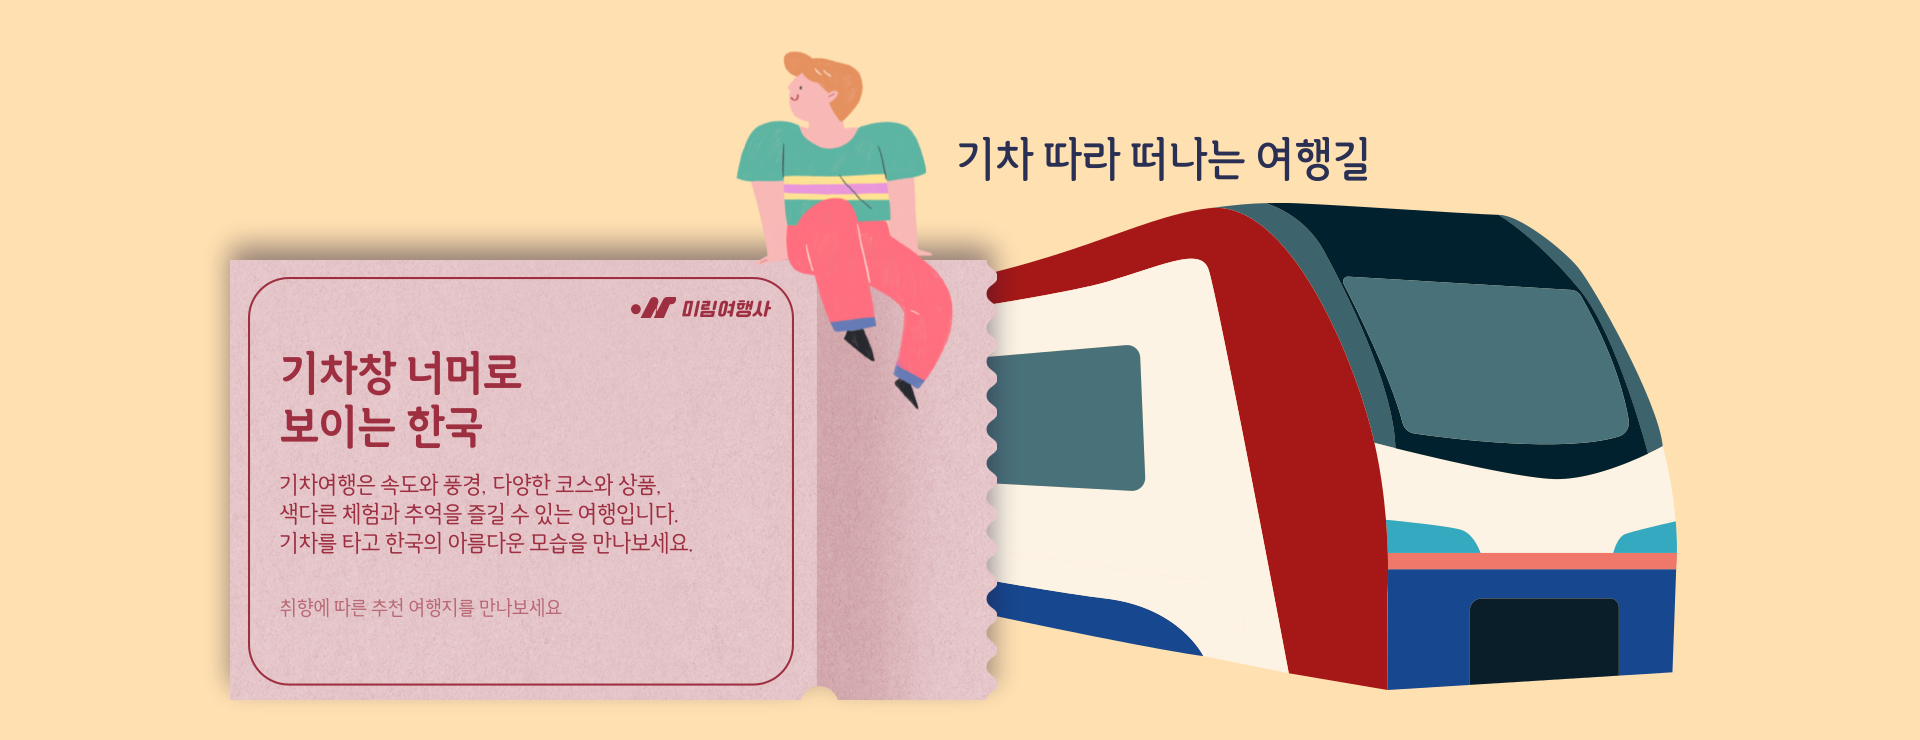 기차 따라 떠나는 여행길
미림여행사
기차창 너머로
보이는 한국
기차여행은 속도와 풍경, 다양한 코스와 상품,
색다른 체험과 추억을 즐길 수 있는 여행입니다.
기차를 타고 한국의 아름다운 모습을 만나보세요.
취향에 따른 추천 여행지를 만나보세요